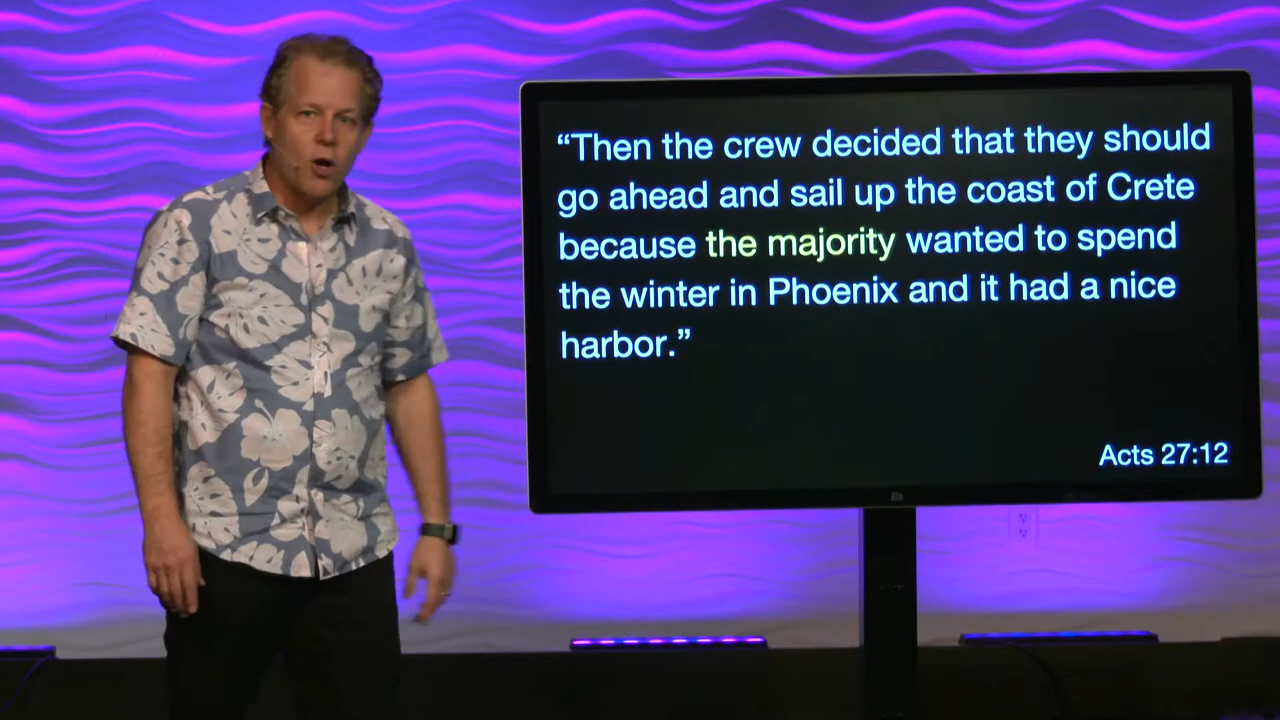 “Then the crew decided that they should
go ahead and sail up the coast of Crete
because the majority wanted to spend
the winter in Phoenix and it had a nice
harbor.”
Acts 27:12
elo